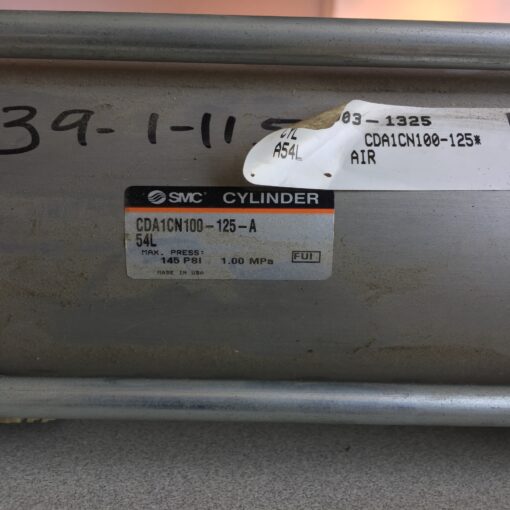 39-1-11
03-1325
CYL CDA1CN100-125*
A54L AIR
SMC CYLINDER
CDA1CN100-125-A
54L
MAX. PRESS:
145 PSI 1.00 MPa FUI
MADE IN USA